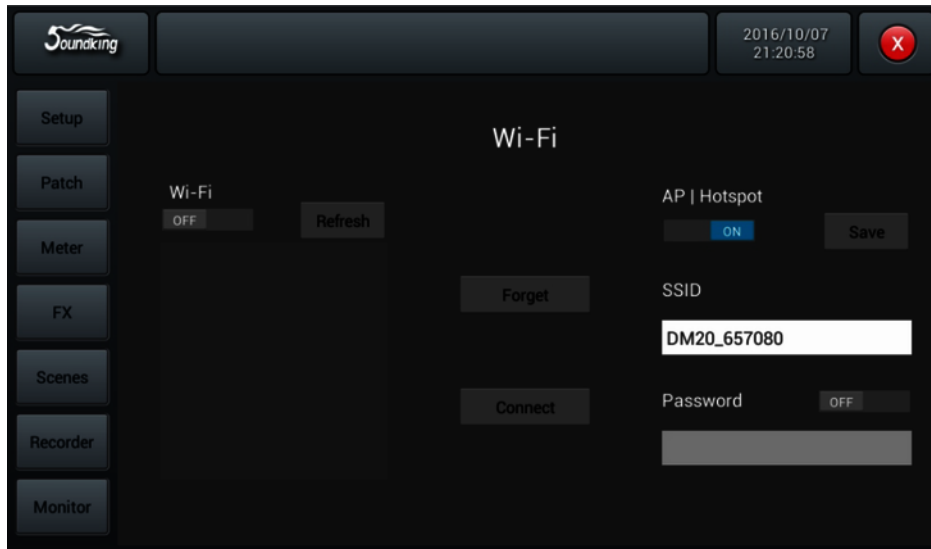 Soundking
2016/10/07
21:20:58
X
Setup
Patch
Meter
FX
Scenes
Recorder
Monitor
Wi-Fi
Wi-Fi
OFF
Refresh
Forget
Connect
AP | Hotspot
ON
Save
SSID
DM20_657080
Password
OFF